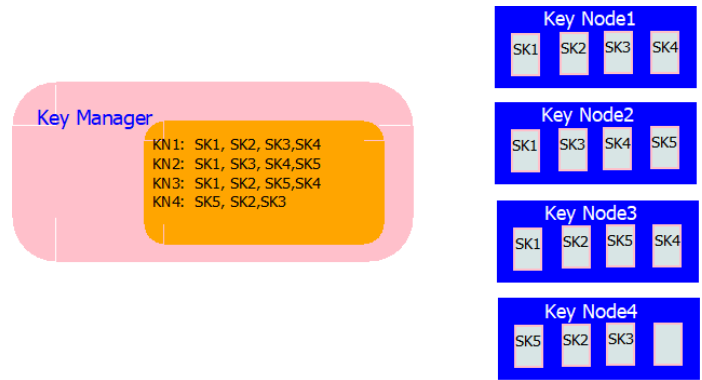 Key Manager
KN1: SK1, SK2, SK3,SK4
KN2: SK1, SK3, SK4,SK5
KN3: SK1, SK2, SK5,SK4
KN4: SK5, SK2,SK3
Key Node1
SK1 SK2 SK3 SK4
Key Node2
SK1 SK3 SK4 SK5
Key Node3
SK1 SK2 SK5 SK4
Key Node4
SK5 SK2 SK3